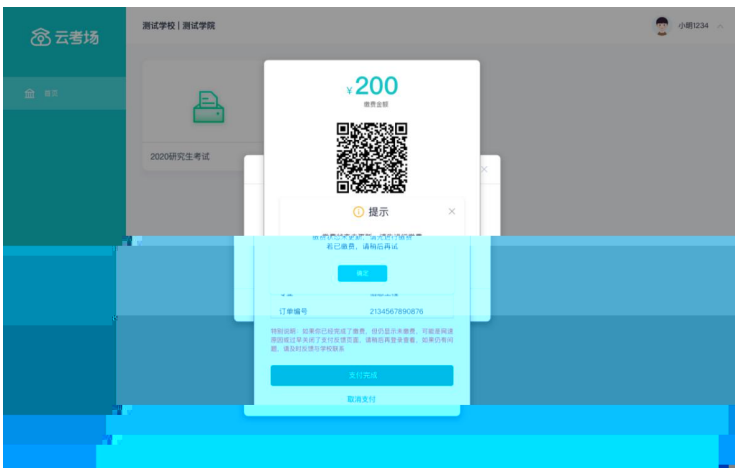 云考场
测试学校 | 测试学院
小明1234
首页
2020研究生考试
¥200
缴费金额
提示
若已缴费，请稍后再试
确定
订单编号 2134567890876
特别说明：如果你已经完成了缴费，但仍显示未缴费，可能是网速
原因或过早关闭了支付反馈页面，请稍后再登录查看，如果仍有问
题，请及时反馈与学校联系
支付完成
取消支付